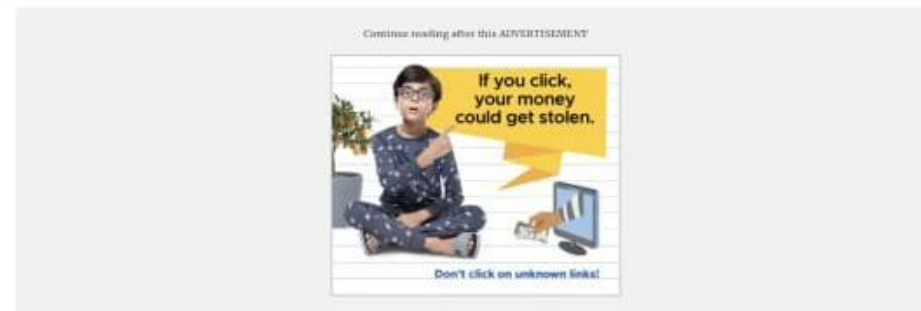 Continue reading after this ADVERTISEMENT
If you click,
your money
could get stolen.
Don't click on unknown links!